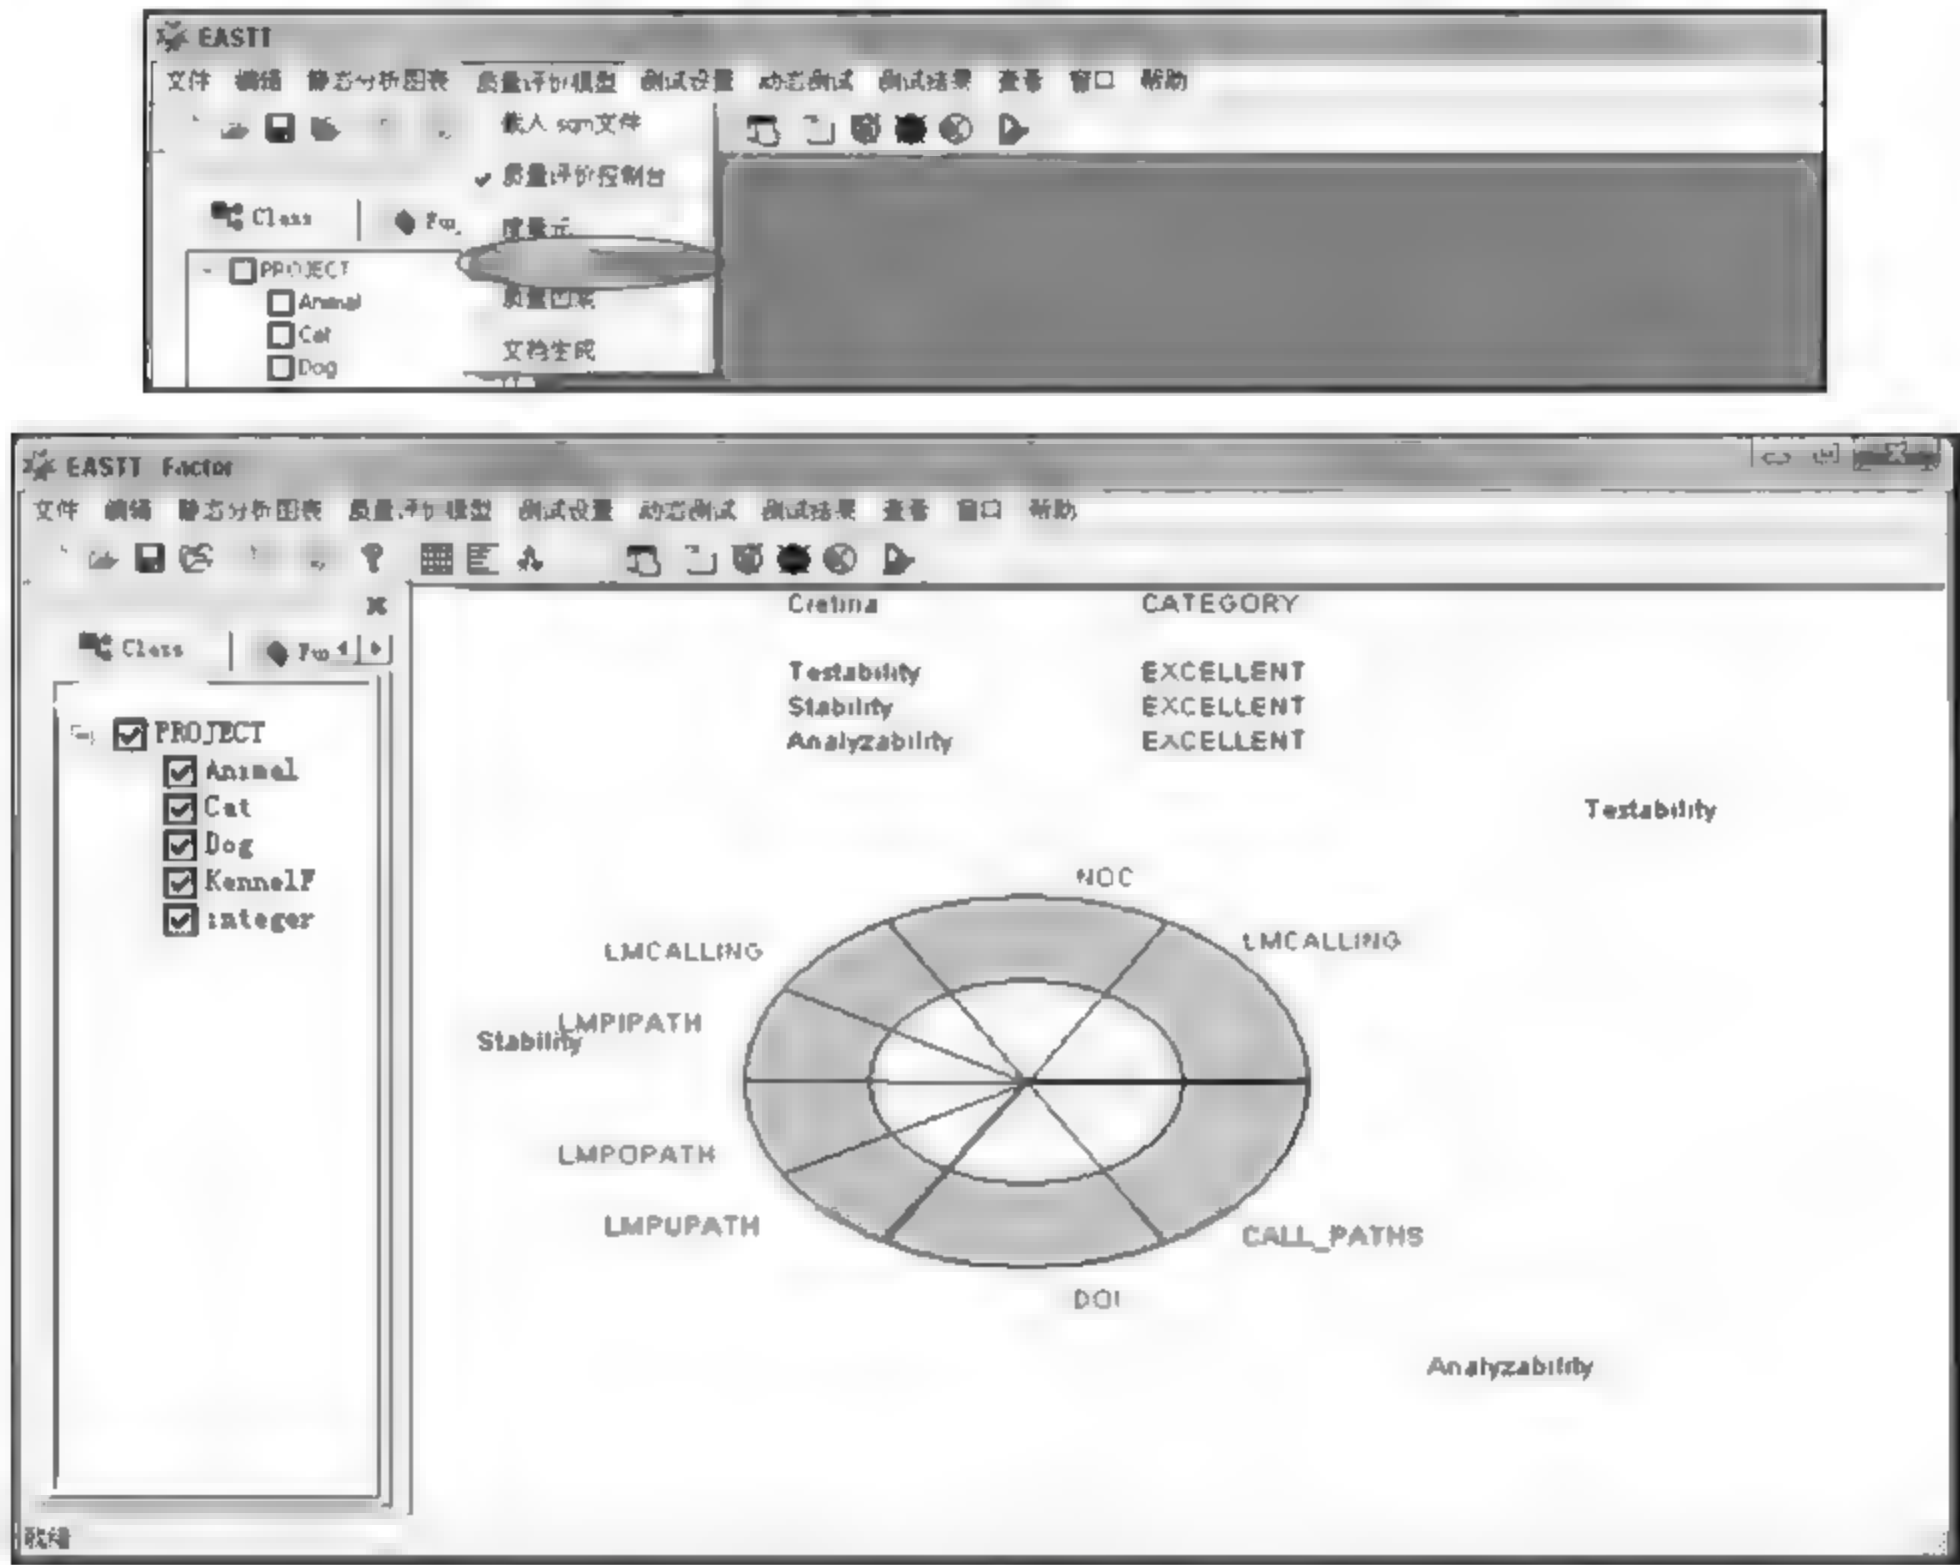 EASTT
文件 编辑 静态分析图表 质量评价模型 测试设置 动态测试 测试结果 查看 窗口 帮助
载入 sqm文件
质量评价控制台
Class
度量元
PROJECT
Animal
质量因素
Cat
文档生成
Dog
EASTT Factor
文件 编辑 静态分析图表 质量评价模型 测试设置 动态测试 测试结果 查看 窗口 帮助
CATEGORY
Class
Testability EXCELLENT
Stability EXCELLENT
Analyzability EXCELLENT
PROJECT
Animal
Cat
Dog
KennelF
integer
Testability
NOC
LMCALLING LMCALLING
LMPIPATH
Stability
LMPOPATH
LMPUPATH CALL_PATHS
DOI
Analyzability
就绪